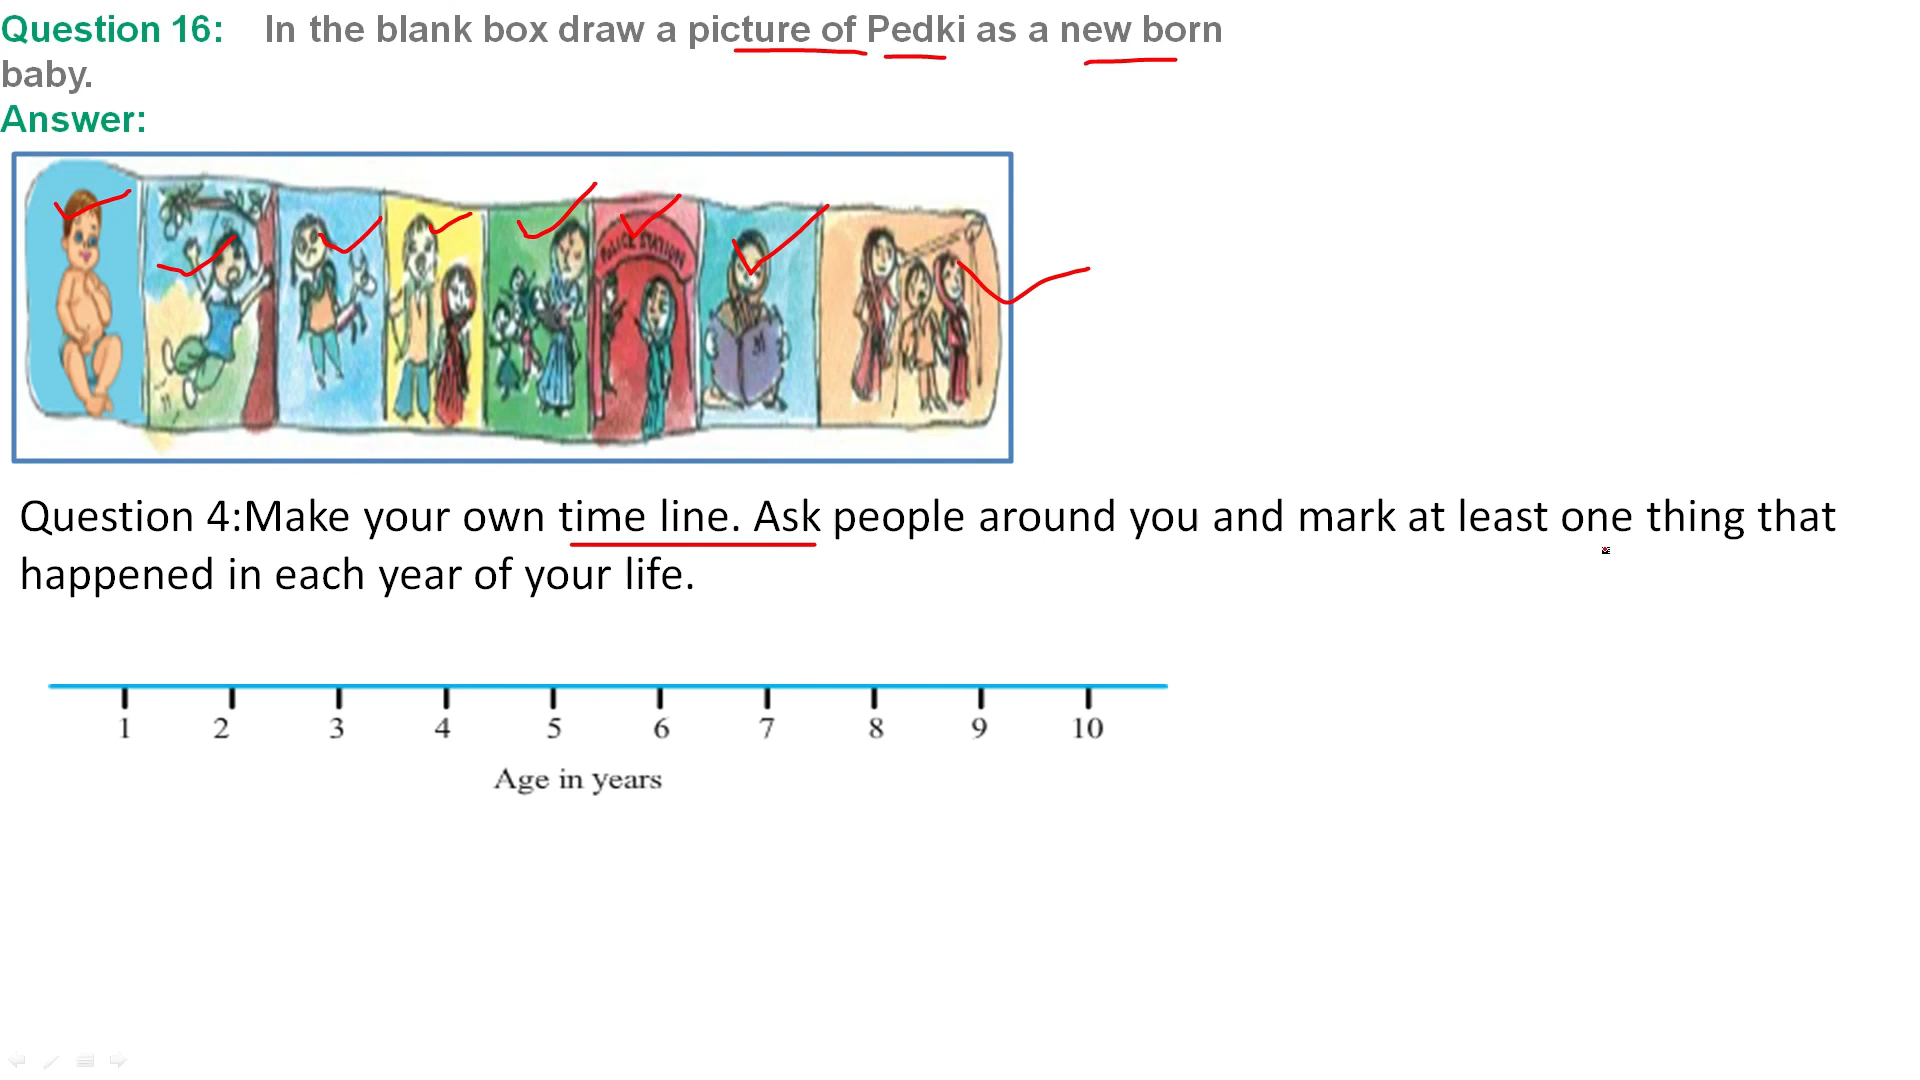 Question 16: In the blank box draw a picture of Pedki as a new born
baby.
Answer:
POLICE STATION
Question 4:Make your own time line. Ask people around you and mark at least one thing that
happened in each year of your life.
1 2 3 4 5 6 7 8 9 10
Age in years